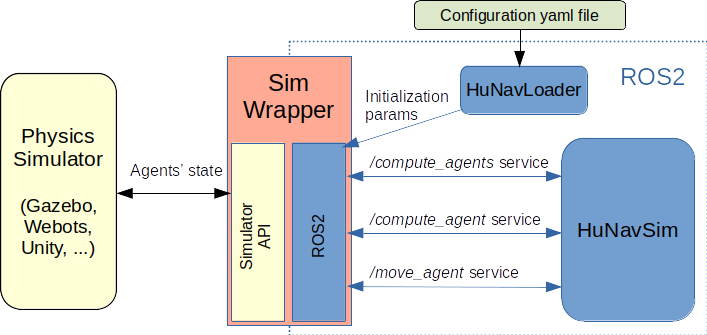 Configuration yaml file
ROS2
Sim
Wrapper
HuNavLoader
Initialization
params
Physics
Simulator
(Gazebo,
Webots,
Unity, ...)
Agents' state
Simulator
API
ROS2
/compute_agents service
/compute_agent service
/move_agent service
HuNavSim